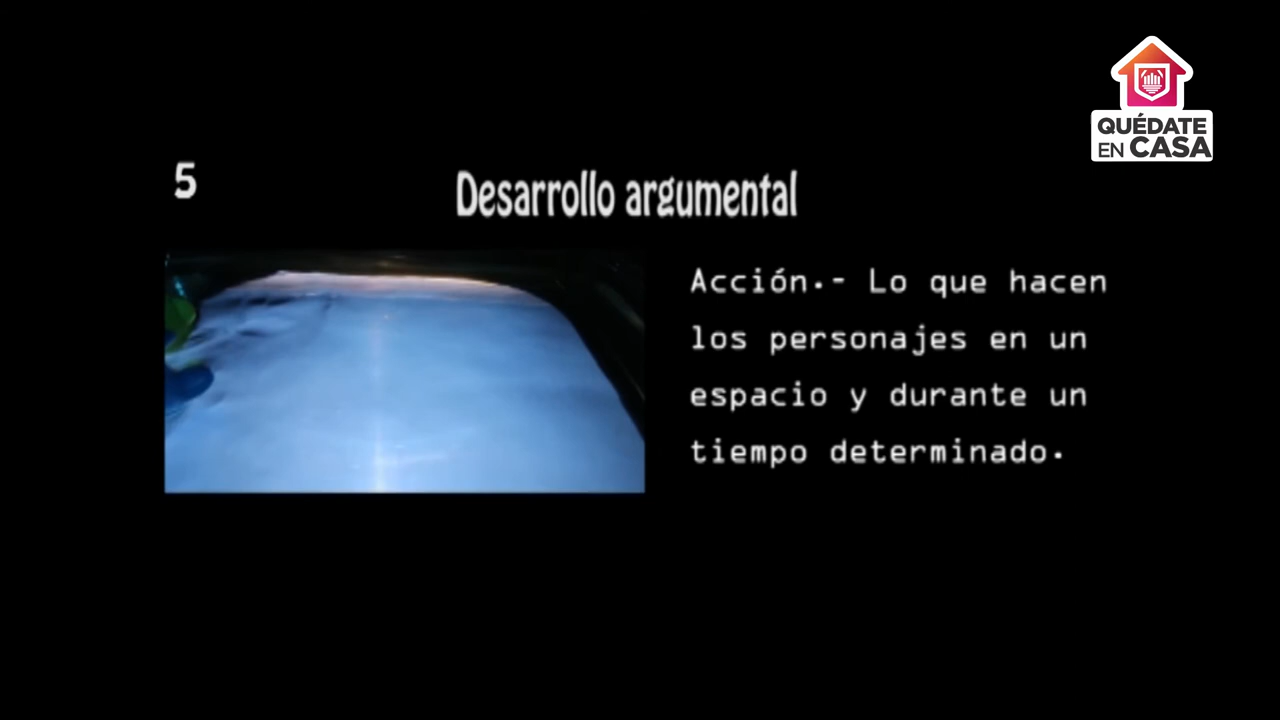 QUÉDATE
EN CASA
5
Desarrollo argumental
Acción.- Lo que hacen
los personajes en un
espacio y durante un
tiempo determinado.